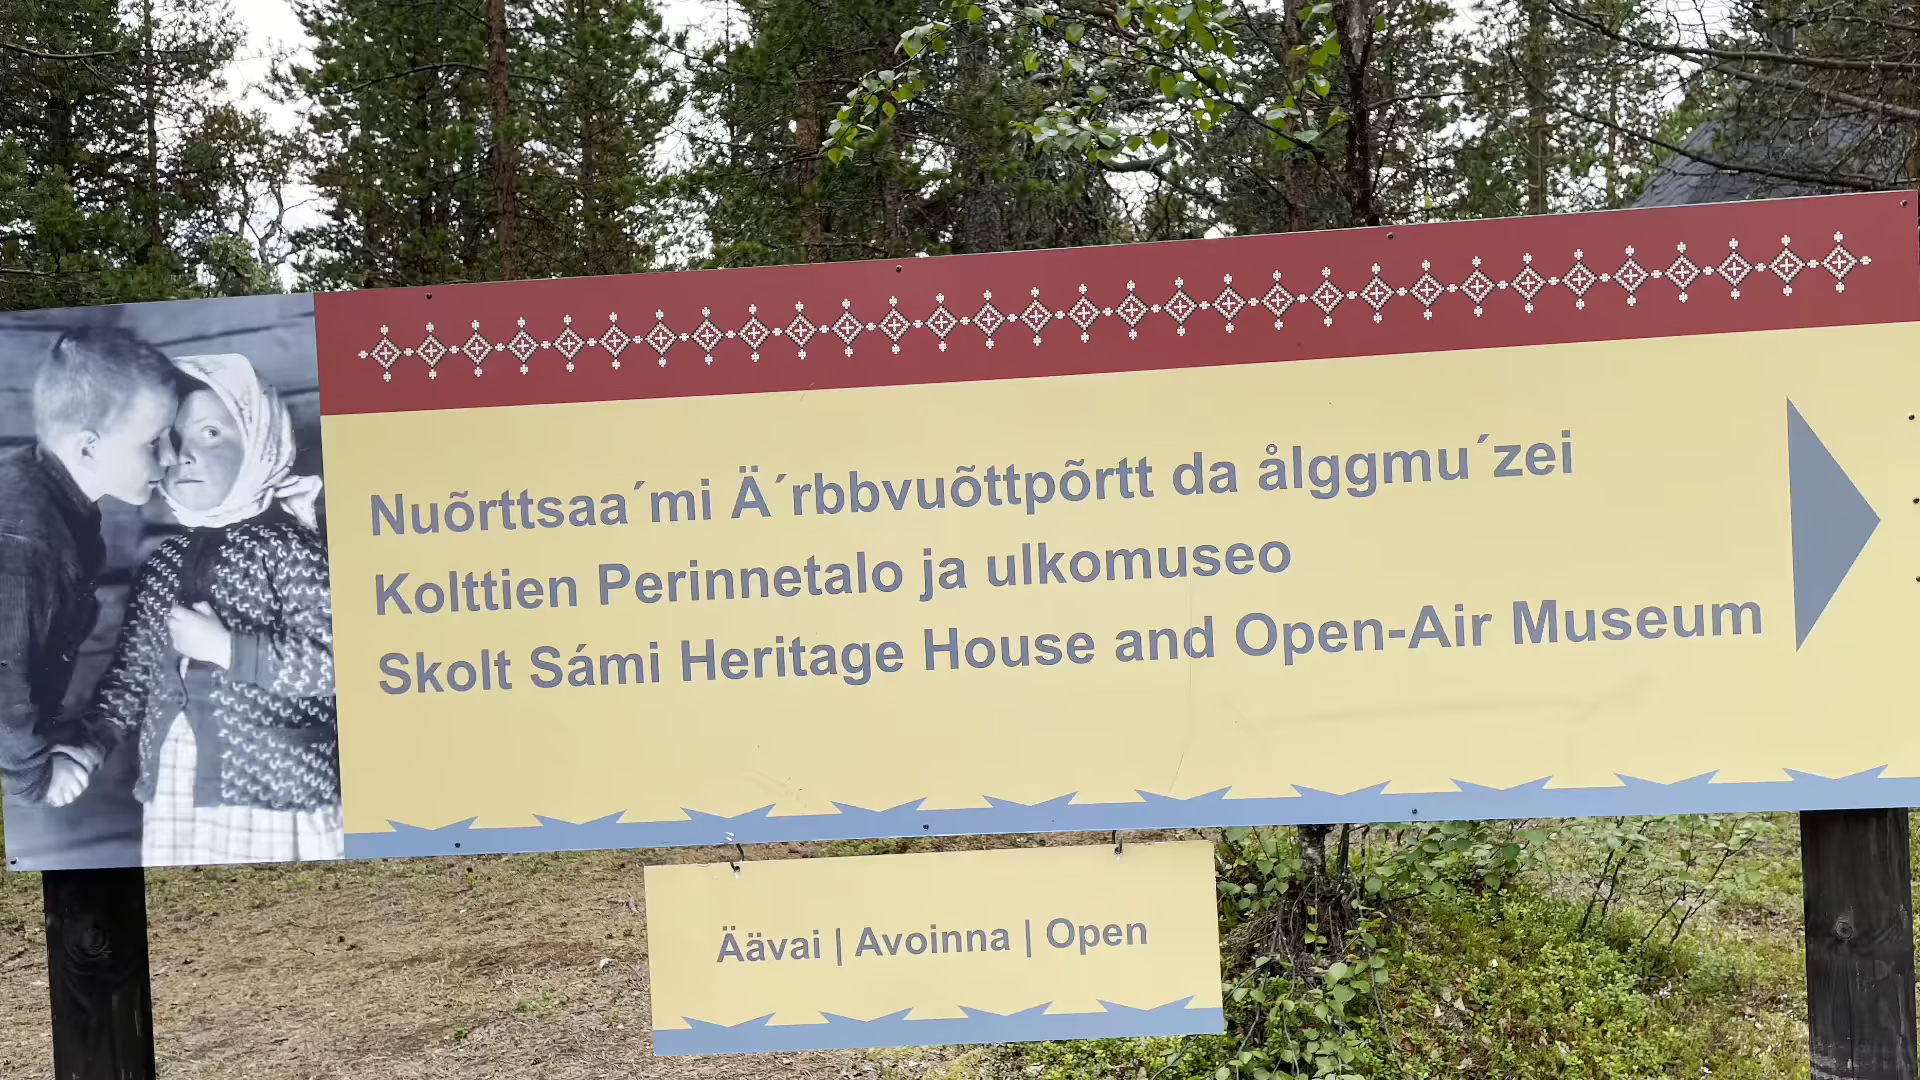 Nuõrttsaa´mi Ä´rbbvuõttpõrtt da ålggmu´zei
Kolttien Perinnetalo ja ulkomuseo
Skolt Sámi Heritage House and Open-Air Museum
Äävai | Avoinna | Open